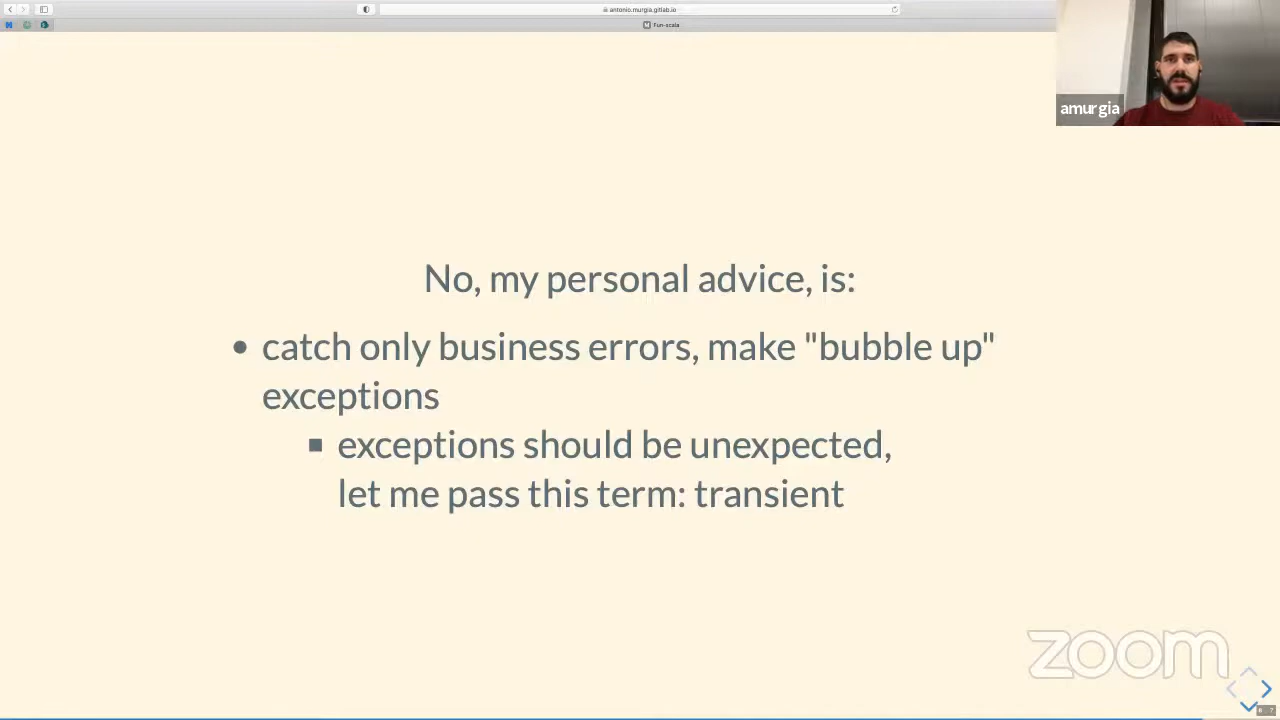 antonio.murgia.gitlab.io
Fun-scala
amurgia
No, my personal advice, is:
catch only business errors, make "bubble up"
exceptions
exceptions should be unexpected,
let me pass this term: transient
zoom